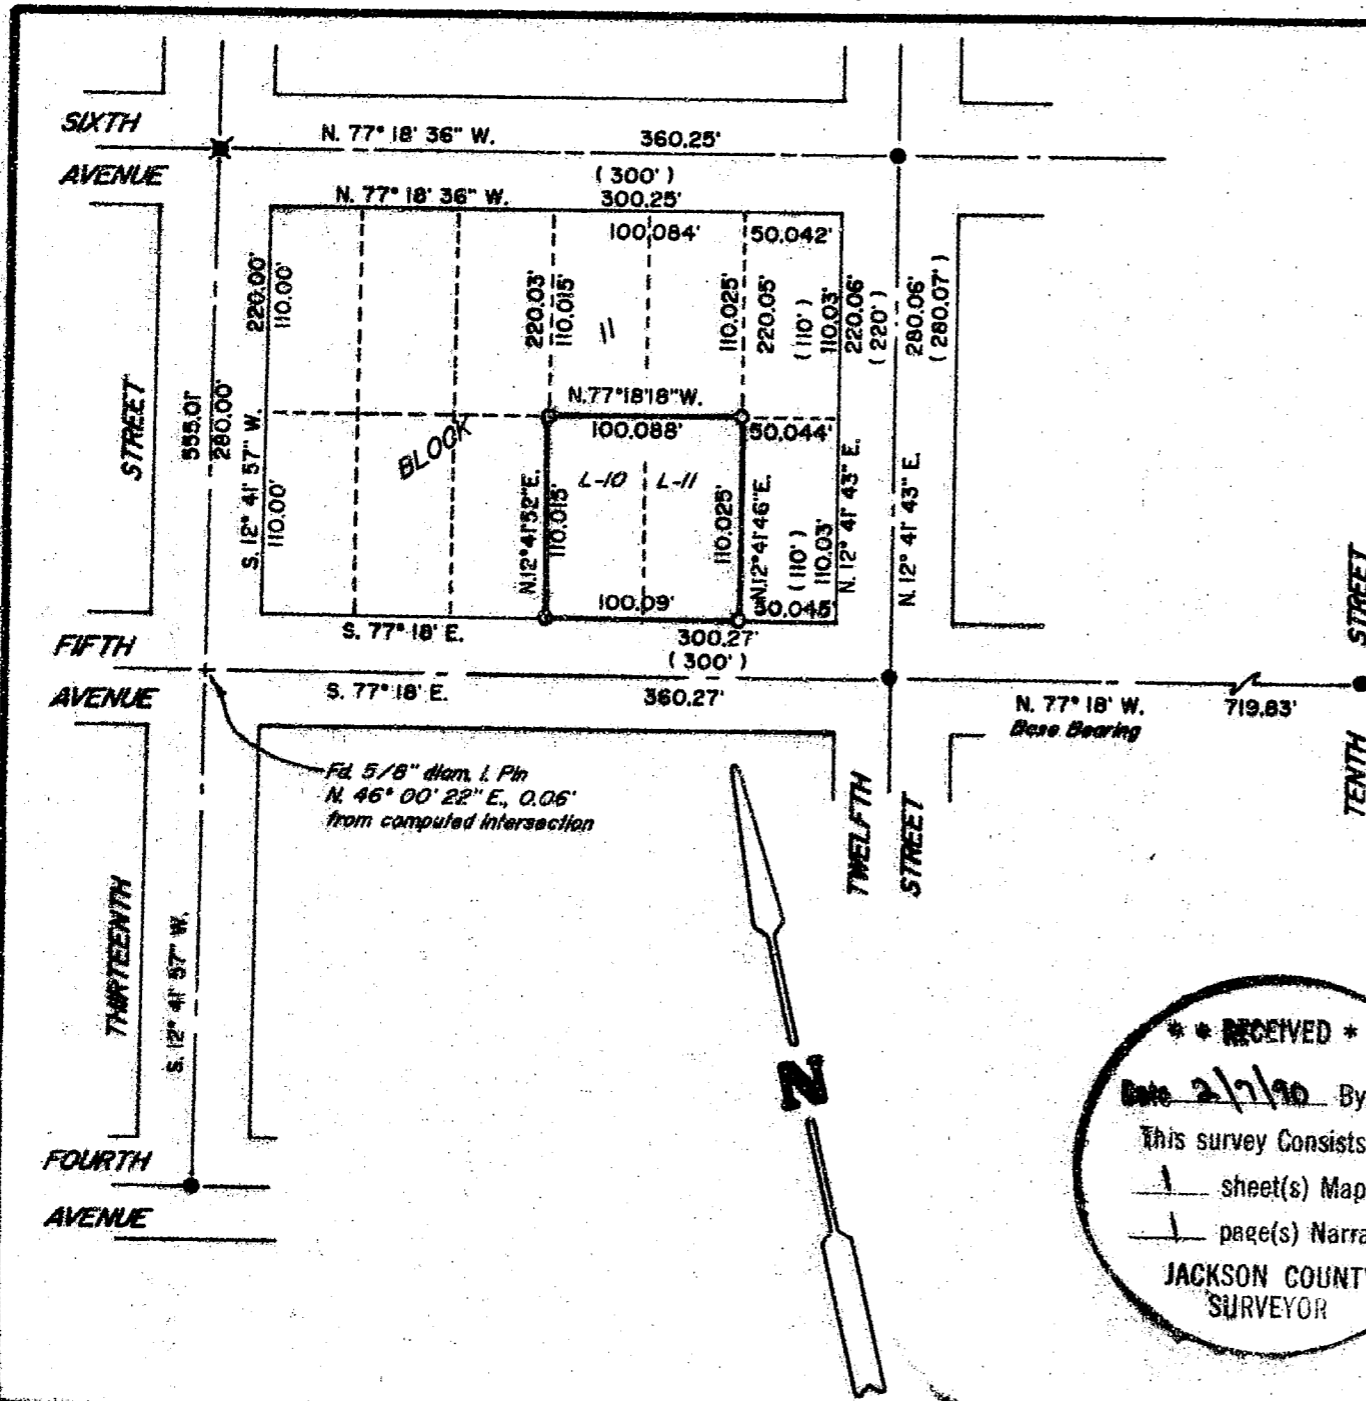 SIXTH
AVENUE
N. 77° 18' 36" W. 360.25'
(300')
N. 77° 18' 36" W. 300.25'
100.084' 50.042'
220.00'
110.00'
220.03'
110.015'
11
110.025'
220.05'
(110')
110.03'
220.06'
(220')
280.06'
(280.07')
STREET
555.01'
280.00'
S. 12° 41' 57" W.
110.00'
BLOCK
N. 77° 18' 18" W.
100.088' 50.044'
N. 12° 41' 52" E.
110.015'
L-10 L-11
110.025'
N. 12° 41' 46" E.
(110')
110.03'
N. 12° 41' 43" E.
N. 12° 41' 43" E.
100.09' 50.045'
S. 77° 18' E. 300.27'
(300')
FIFTH
AVENUE
S. 77° 18' E. 360.27'
N. 77° 18' W. 719.83'
Base Bearing
STREET
TENTH
Fd. 5/8" diam. I. Pin
N. 46° 00' 22" E., 0.06'
from computed intersection
TWELFTH
STREET
THIRTEENTH
S. 12° 41' 57" W.
N
FOURTH
AVENUE
* * RECEIVED *
Date 2/7/90 By
This survey Consists
1 sheet(s) Map
1 page(s) Narra
JACKSON COUNTY
SURVEYOR